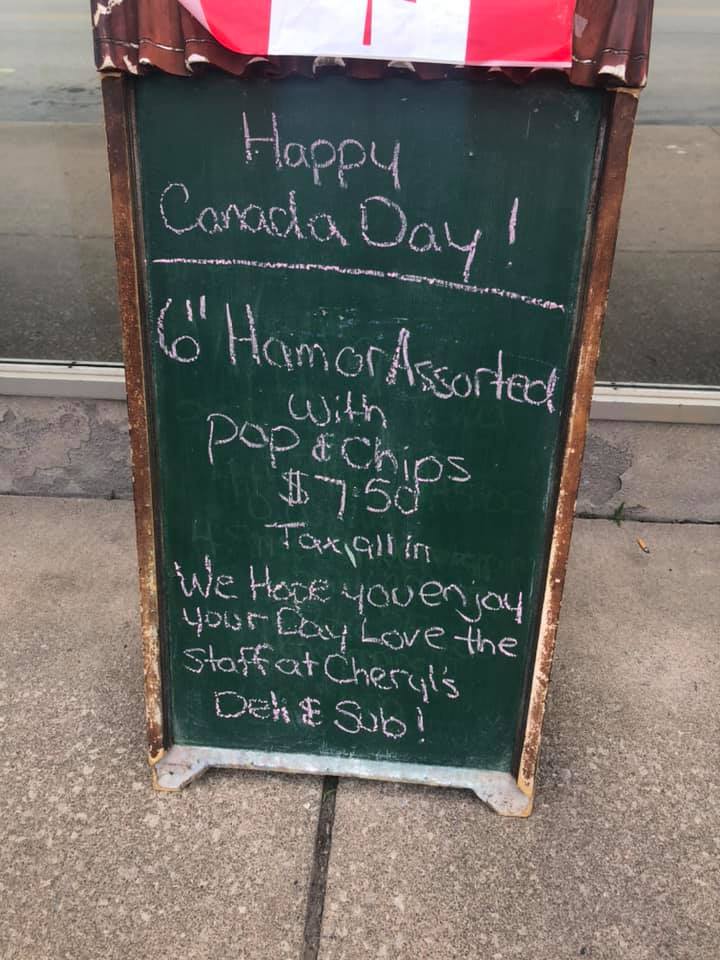 Happy
Canada Day!
6" Ham or Assorted
With
pop & Chips
$7.50
Tax, all in
We Hope you enjoy
your Day Love the
Staff at Cheryl's
Deli & Sub!